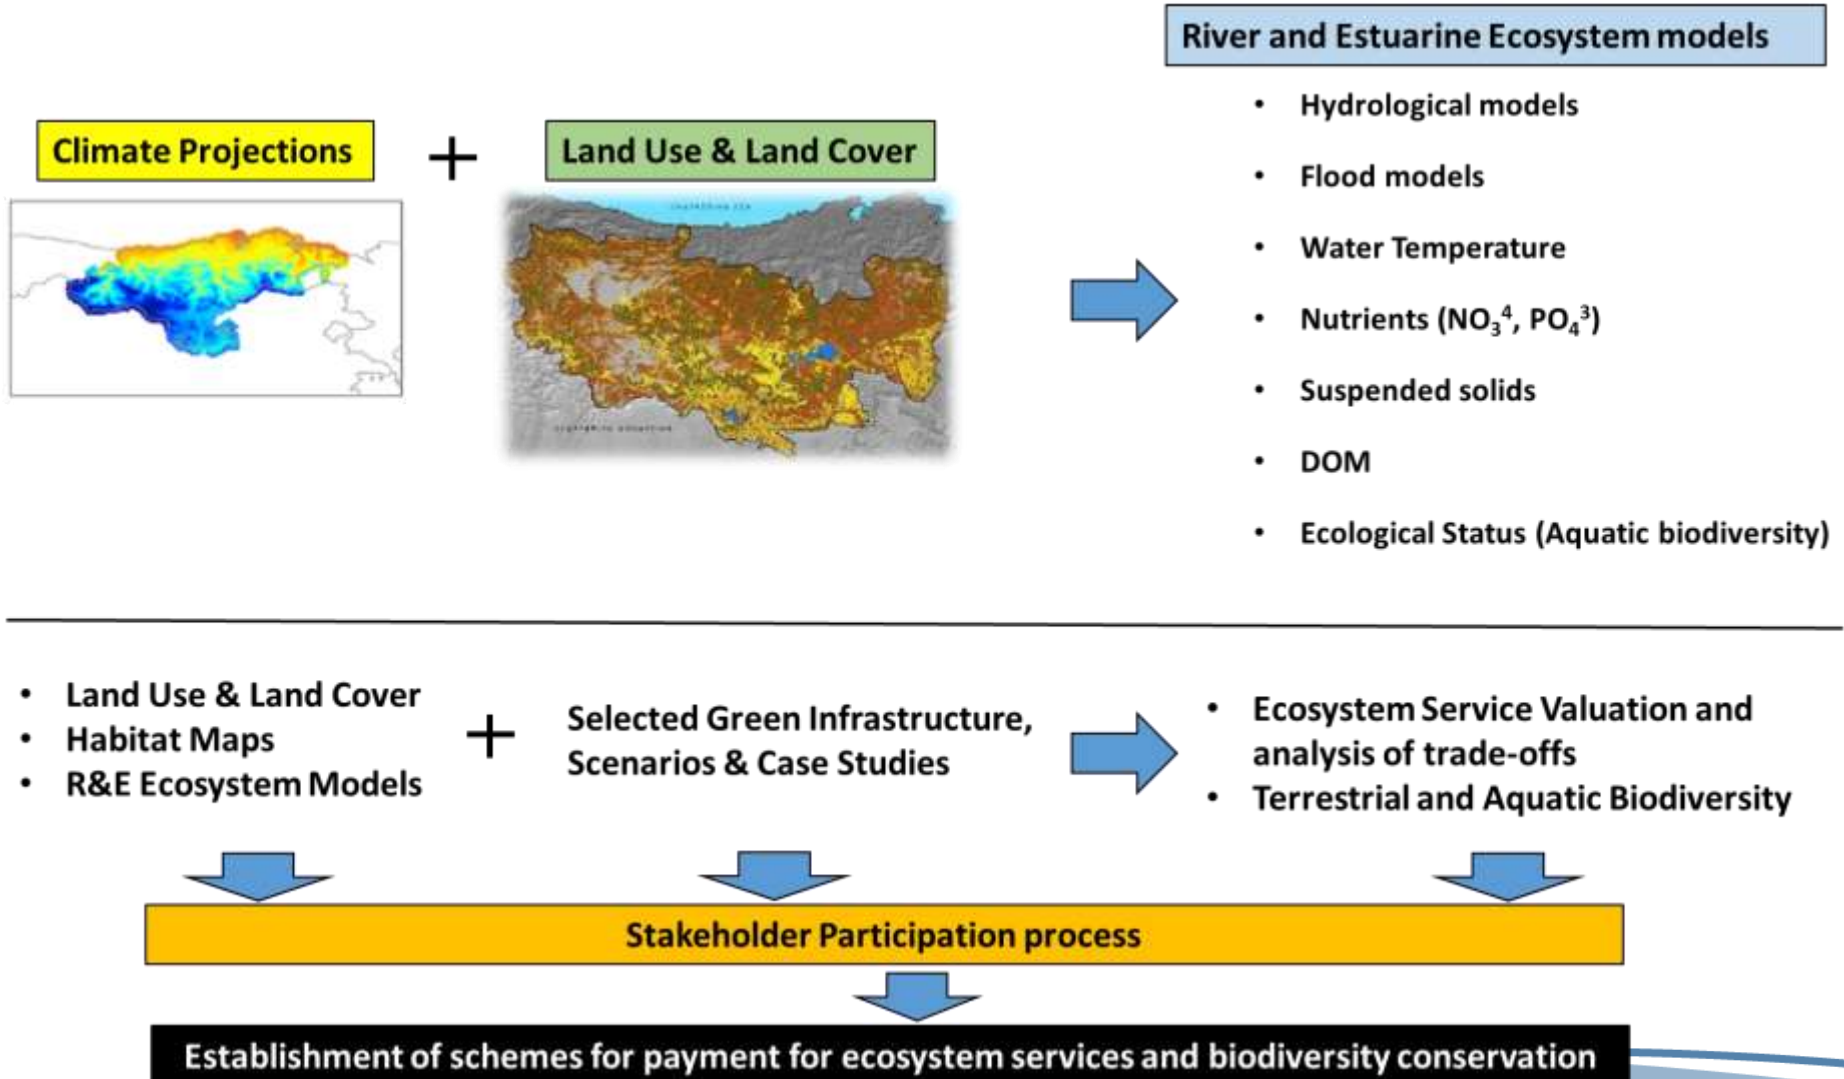 River and Estuarine Ecosystem models
Climate Projections
+
Land Use & Land Cover
• Hydrological models
• Flood models
• Water Temperature
• Nutrients (NO₃⁴, PO₄³)
• Suspended solids
• DOM
• Ecological Status (Aquatic biodiversity)
• Land Use & Land Cover
• Habitat Maps
• R&E Ecosystem Models
+
Selected Green Infrastructure,
Scenarios & Case Studies
• Ecosystem Service Valuation and
analysis of trade-offs
• Terrestrial and Aquatic Biodiversity
Stakeholder Participation process
Establishment of schemes for payment for ecosystem services and biodiversity conservation